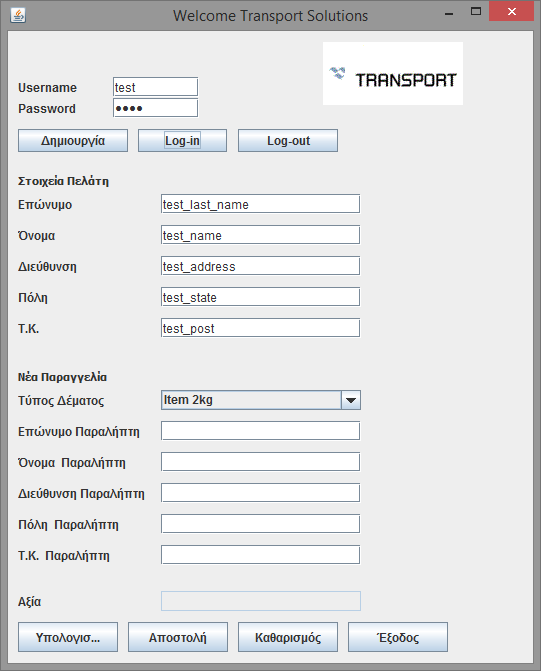 Welcome Transport Solutions
TRANSPORT
Username test
Password ●●●●
Δημιουργία Log-in Log-out
Στοιχεία Πελάτη
Επώνυμο test_last_name
Όνομα test_name
Διεύθυνση test_address
Πόλη test_state
Τ.Κ. test_post
Νέα Παραγγελία
Τύπος Δέματος Item 2kg
Επώνυμο Παραλήπτη
Όνομα Παραλήπτη
Διεύθυνση Παραλήπτη
Πόλη Παραλήπτη
Τ.Κ. Παραλήπτη
Αξία
Υπολογισ... Αποστολή Καθαρισμός Έξοδος